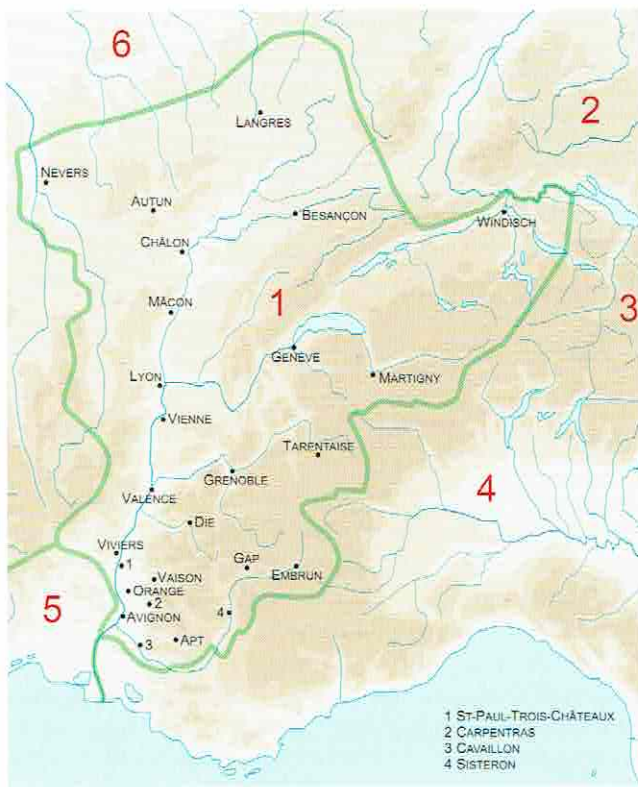 6
2
LANGRES
NEVERS
AUTUN
BESANÇON
WINDISCH
CHÂLON
3
1
MÂCON
GENÈVE
LYON
MARTIGNY
VIENNE
TARENTAISE
GRENOBLE
VALENCE
4
DIE
VIVIERS
1
GAP
EMBRUN
VAISON
ORANGE
2
4
5
AVIGNON
3
APT
1 ST-PAUL-TROIS-CHÂTEAUX
2 CARPENTRAS
3 CAVAILLON
4 SISTERON